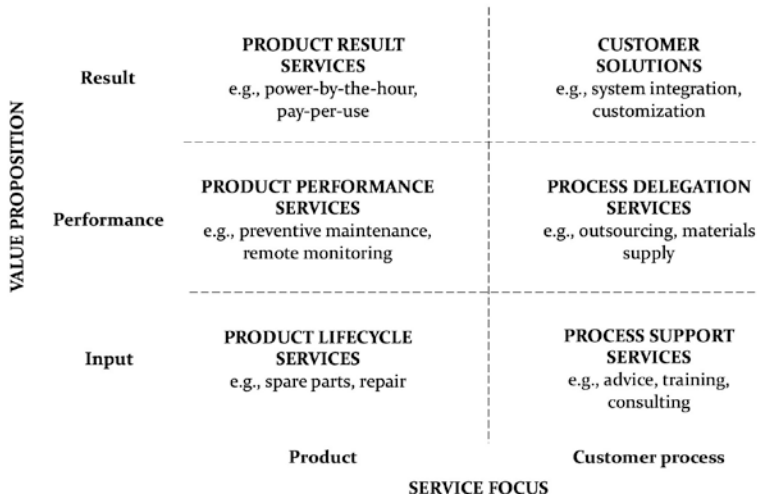 VALUE PROPOSITION
Result
PRODUCT RESULT
SERVICES
e.g., power-by-the-hour,
pay-per-use
CUSTOMER
SOLUTIONS
e.g., system integration,
customization
Performance
PRODUCT PERFORMANCE
SERVICES
e.g., preventive maintenance,
remote monitoring
PROCESS DELEGATION
SERVICES
e.g., outsourcing, materials
supply
Input
PRODUCT LIFECYCLE
SERVICES
e.g., spare parts, repair
PROCESS SUPPORT
SERVICES
e.g., advice, training,
consulting
Product
Customer process
SERVICE FOCUS